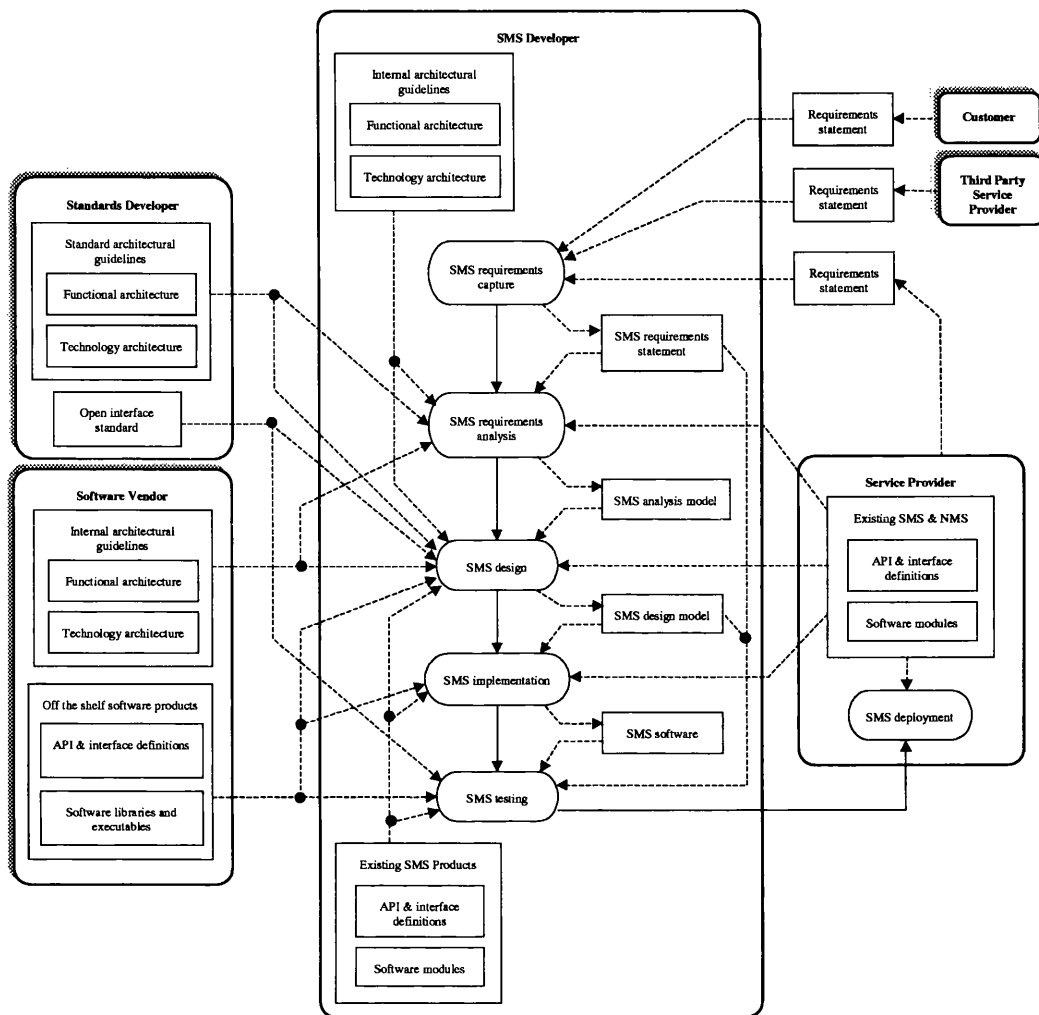 SMS Developer
Internal architectural
guidelines
Functional architecture
Technology architecture
Requirements
statement
Customer
Requirements
statement
Third Party
Service
Provider
Requirements
statement
Standards Developer
Standard architectural
guidelines
Functional architecture
Technology architecture
Open interface
standard
SMS requirements
capture
SMS requirements
statement
SMS requirements
analysis
SMS analysis model
SMS design
SMS design model
SMS implementation
SMS software
SMS testing
Software Vendor
Internal architectural
guidelines
Functional architecture
Technology architecture
Off the shelf software products
API & interface definitions
Software libraries and
executables
Service Provider
Existing SMS & NMS
API & interface
definitions
Software modules
SMS deployment
Existing SMS Products
API & interface
definitions
Software modules